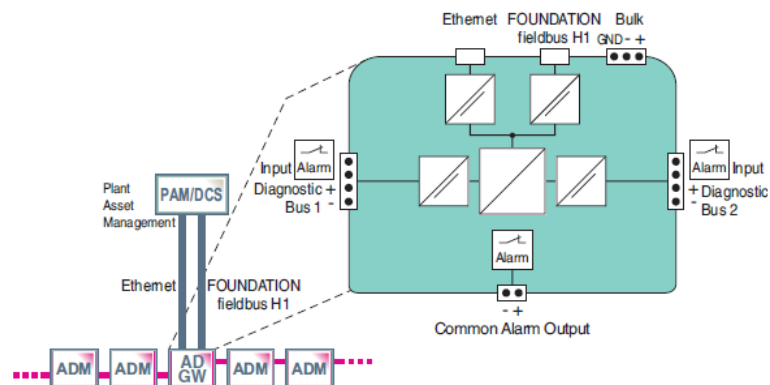 Ethernet FOUNDATION Bulk
fieldbus H1 GND - +
Input Alarm
Diagnostic +
Bus 1 -
Alarm Input
+ Diagnostic
- Bus 2
Alarm
- +
Common Alarm Output
Plant
Asset
Management
PAM/DCS
Ethernet
FOUNDATION
fieldbus H1
ADM
ADM
AD
GW
ADM
ADM